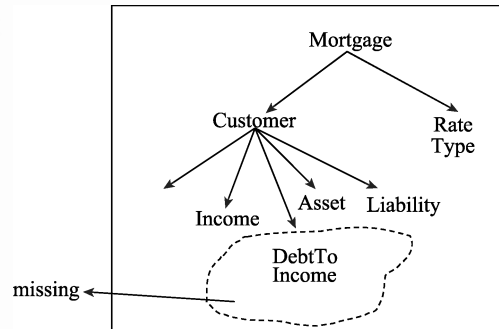 Mortgage
Customer
Rate
Type
Asset
Liability
Income
DebtTo
Income
missing